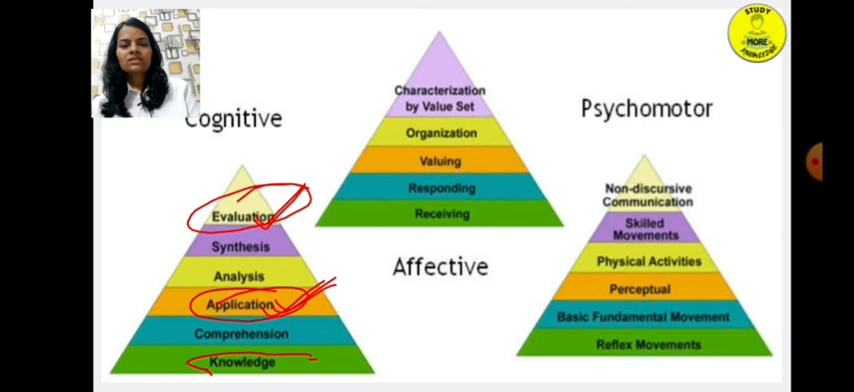 STUDY
MORE
KNOWLEDGE
Cognitive
Evaluation
Synthesis
Analysis
Application
Comprehension
Knowledge
Characterization
by Value Set
Organization
Valuing
Responding
Receiving
Affective
Psychomotor
Non-discursive
Communication
Skilled
Movements
Physical Activities
Perceptual
Basic Fundamental Movement
Reflex Movements